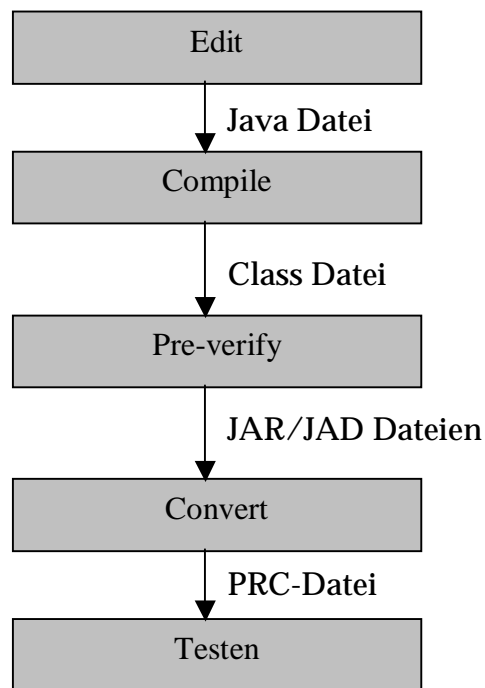 Edit
Java Datei
Compile
Class Datei
Pre-verify
JAR/JAD Dateien
Convert
PRC-Datei
Testen